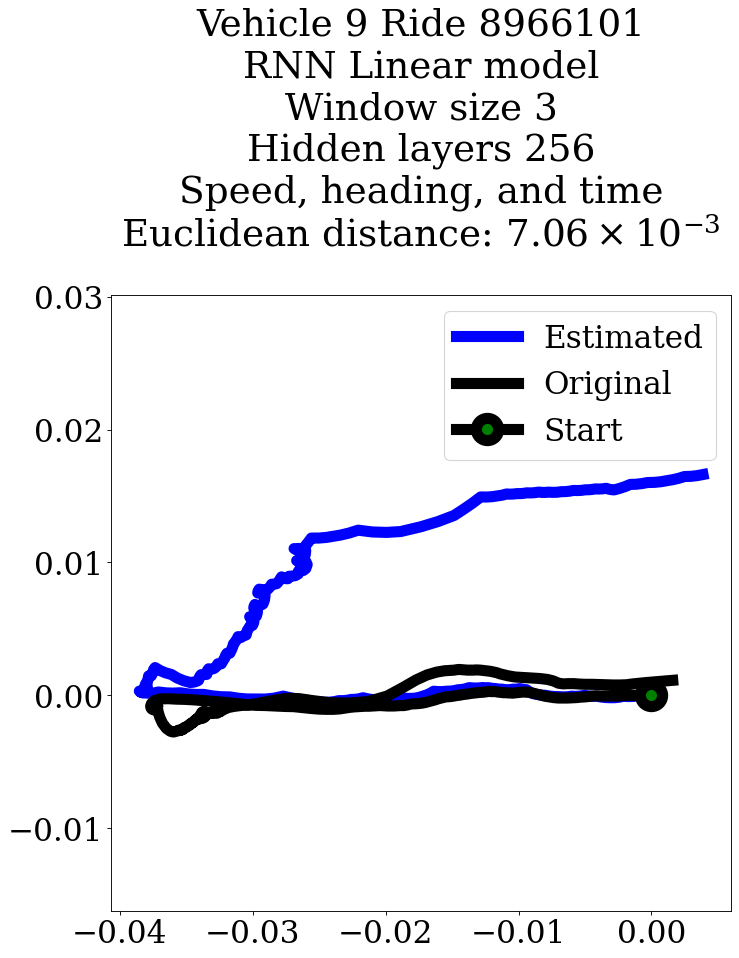 Vehicle 9 Ride 8966101
RNN Linear model
Window size 3
Hidden layers 256
Speed, heading, and time
Euclidean distance: 7.06 × 10⁻³
0.03
0.02
0.01
0.00
−0.01
Estimated
Original
Start
−0.04
−0.03
−0.02
−0.01
0.00